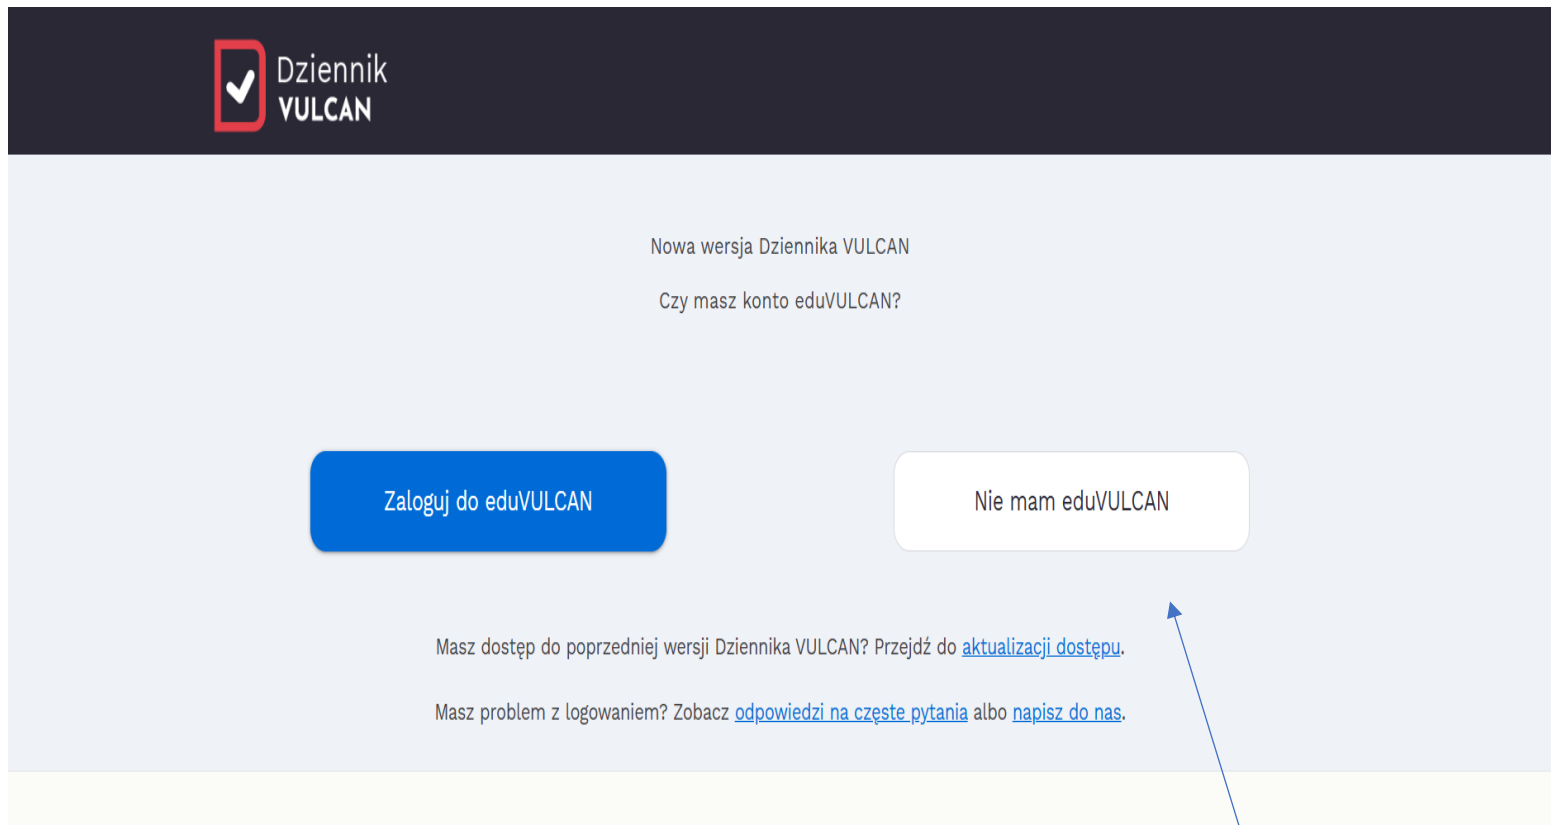 Dziennik
VULCAN
Nowa wersja Dziennika VULCAN
Czy masz konto eduVULCAN?
Zaloguj do eduVULCAN
Nie mam eduVULCAN
Masz dostęp do poprzedniej wersji Dziennika VULCAN? Przejdź do aktualizacji dostępu.
Masz problem z logowaniem? Zobacz odpowiedzi na częste pytania albo napisz do nas.